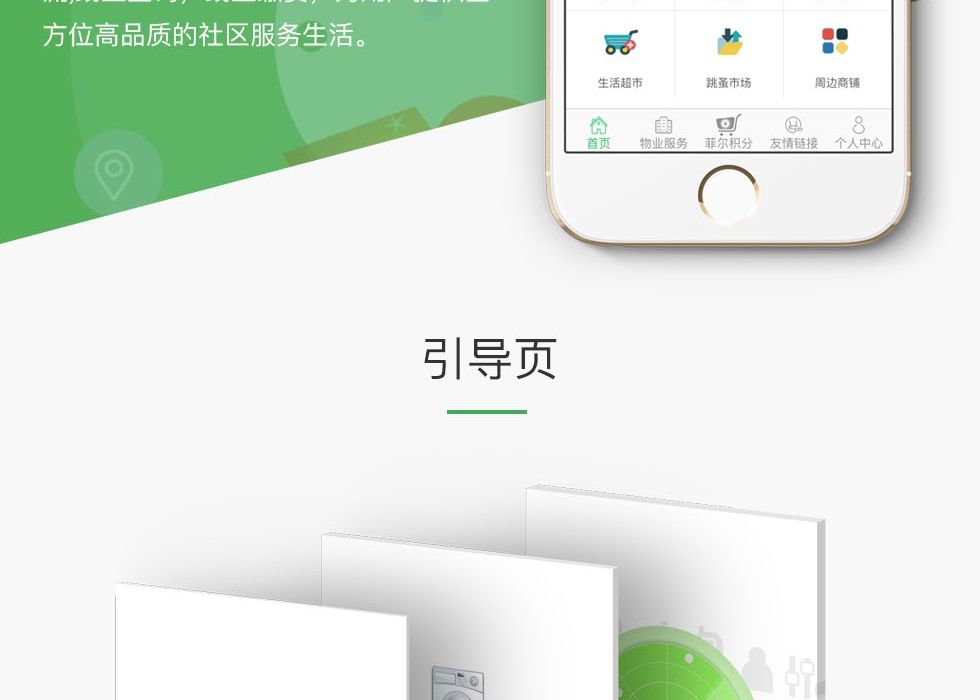 方位高品质的社区服务生活。
生活超市 跳蚤市场 周边商铺
首页 物业服务 菲尔积分 友情链接 个人中心
引导页